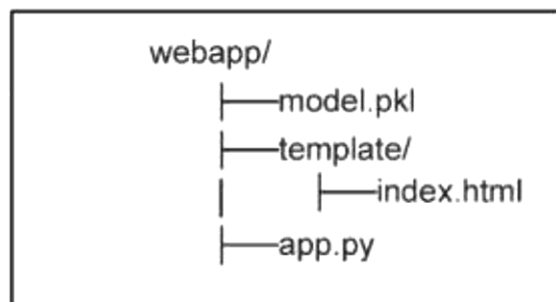 webapp/
model.pkl
template/
index.html
app.py